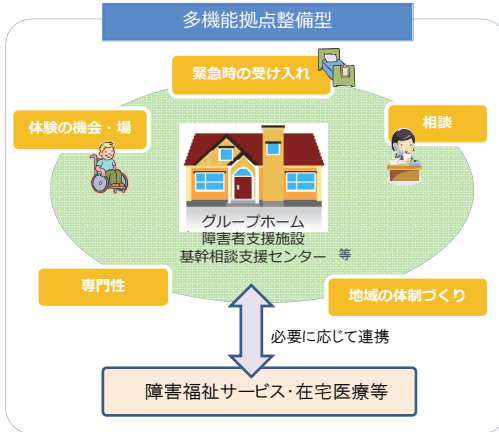 多機能拠点整備型
緊急時の受け入れ
体験の機会・場
相談
グループホーム
障害者支援施設
基幹相談支援センター 等
専門性
地域の体制づくり
必要に応じて連携
障害福祉サービス・在宅医療等